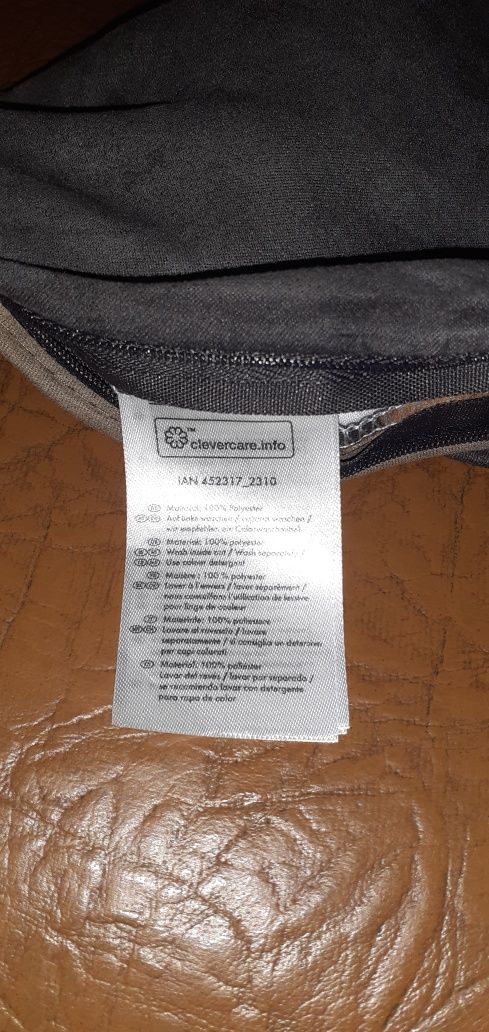 clevercare.info
™
IAN 452317_2310
Material: 100% Polyester
Auf links waschen / separat waschen /
wir empfehlen ein Colorwaschmittel
Material: 100% polyester
Wash inside out / Wash separately /
Use colour detergent
Matière : 100 % polyester
Laver à l'envers / laver séparément /
nous conseillons l'utilisation de lessive
pour linge de couleur
Materiale: 100% poliestere
Lavare al rovescio / lavare
separatamente / si consiglia un detersivo
per capi colorati
Material: 100% poliéster
Lavar del revés / lavar por separado /
se recomienda lavar con detergente
para ropa de color